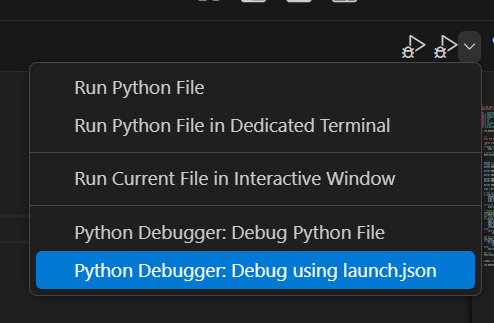 Run Python File
Run Python File in Dedicated Terminal
Run Current File in Interactive Window
Python Debugger: Debug Python File
Python Debugger: Debug using launch.json